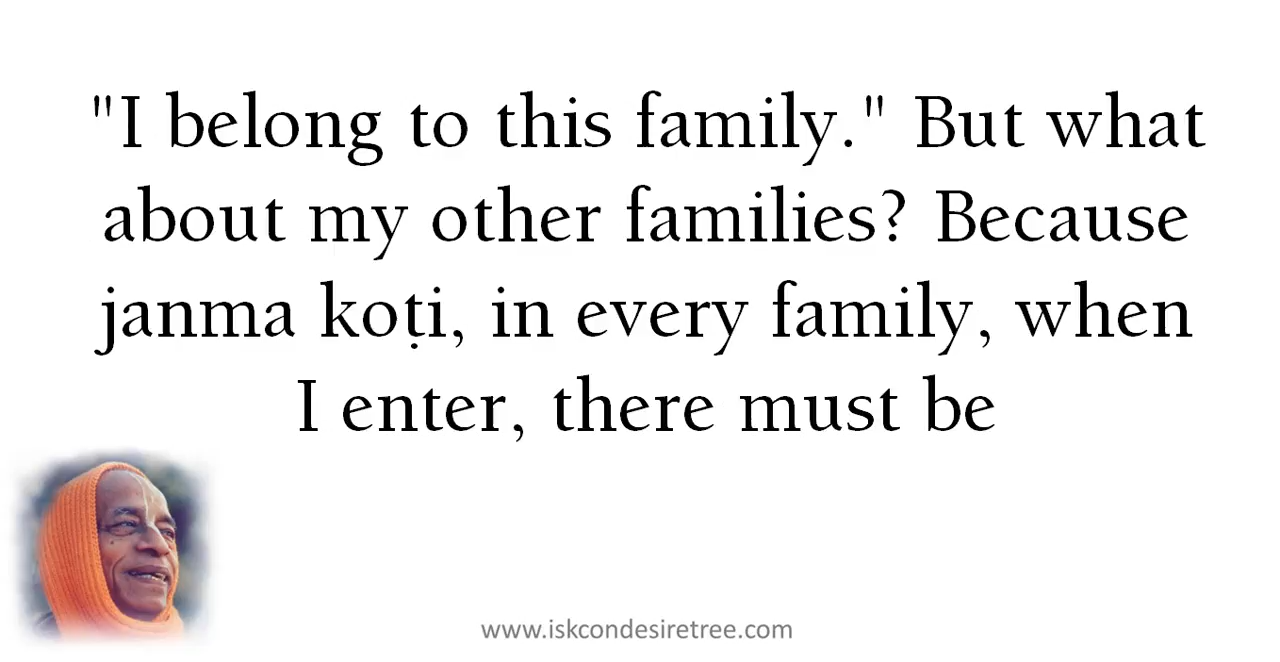 "I belong to this family." But what
about my other families? Because
janma koṭi, in every family, when
I enter, there must be
www.iskcondesiretree.com